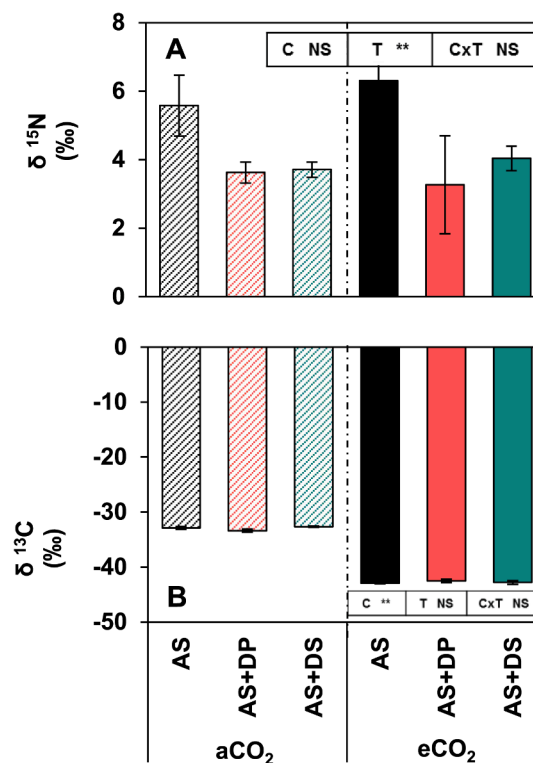 A
C NS T ** CxT NS
δ ¹⁵N
(‰)
8
6
4
2
0
δ ¹³C
(‰)
0
-10
-20
-30
-40
-50
B
C ** T NS CxT NS
AS AS+DP AS+DS AS AS+DP AS+DS
aCO₂ eCO₂